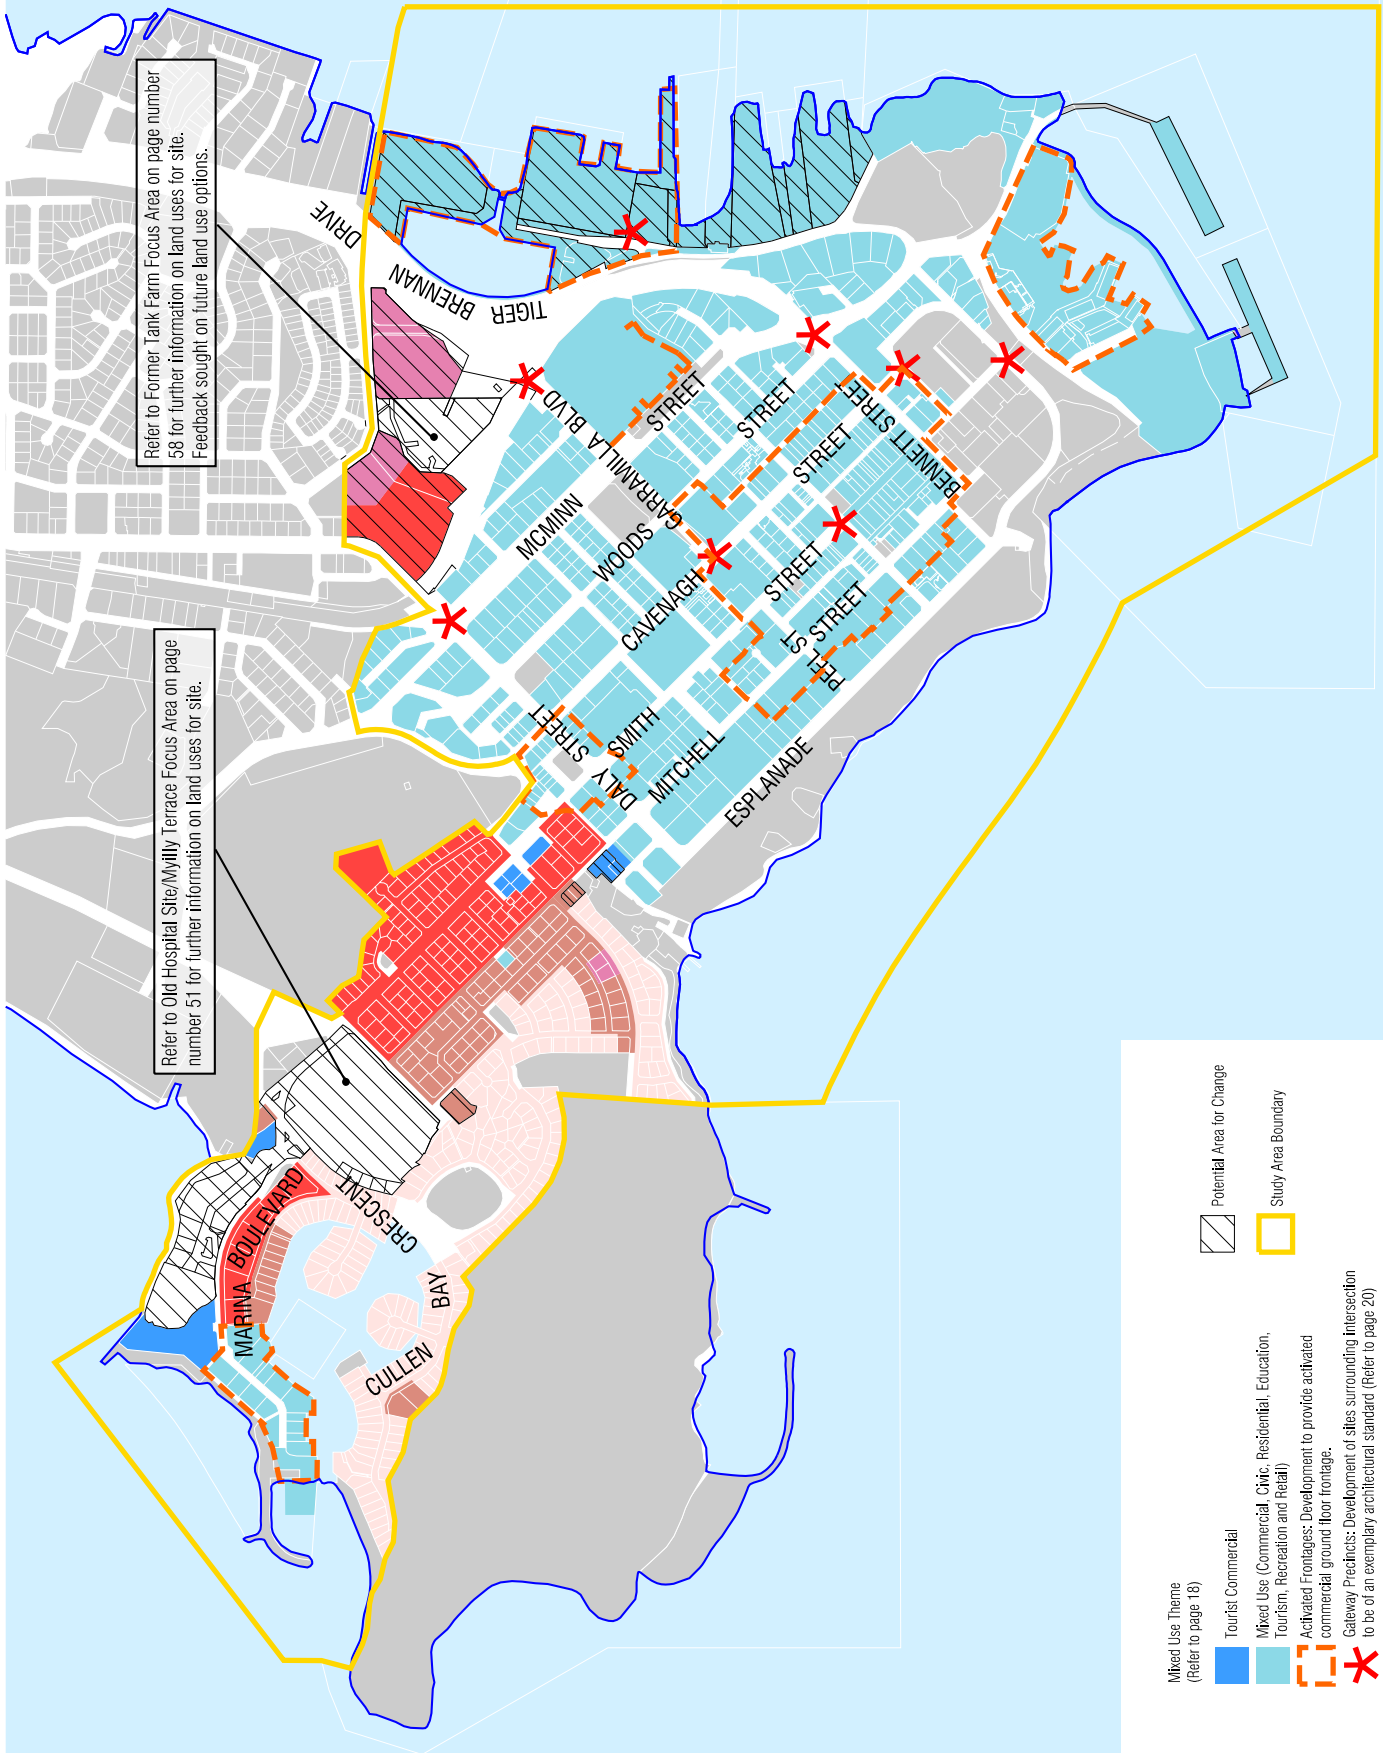 Refer to Former Tank Farm Focus Area on page number
58 for further information on land uses for site.
Feedback sought on future land use options.
Refer to Old Hospital Site/Myilly Terrace Focus Area on page
number 51 for further information on land uses for site.
DRIVE
BRENNAN
TIGER
GARRAMILLA BLVD
MCMINN
STREET
WOODS
STREET
CAVENAGH
STREET
SMITH
STREET
MITCHELL
STREET
ESPLANADE
BENNETT STREE
STREE
PEEL ST
DALY
STREET
MARINA
BOULEVARD
CULLEN
BAY
CRESCENT
Mixed Use Theme
(Refer to page 18)
Tourist Commercial
Mixed Use (Commercial, Civic, Residential, Education,
Tourism, Recreation and Retail)
Activated Frontages: Development to provide activated
commercial ground floor frontage.
Gateway Precincts: Development of sites surrounding intersection
to be of an exemplary architectural standard (Refer to page 20)
Potential Area for Change
Study Area Boundary